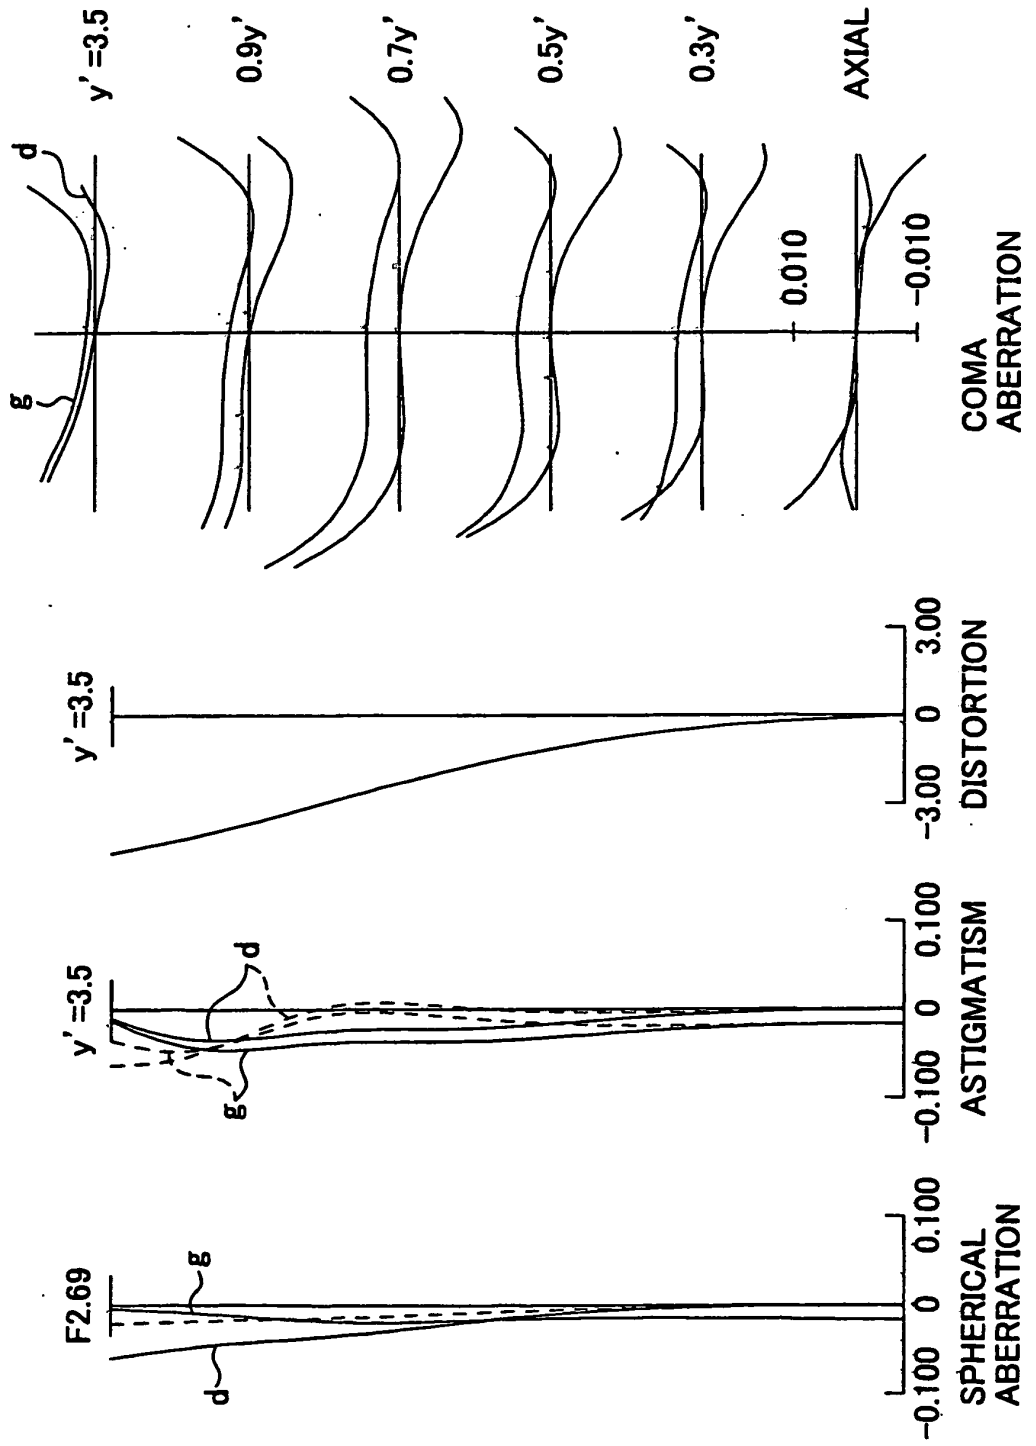 F2.69
g
d
-0.100 0 0.100
SPHERICAL
ABERRATION
y' =3.5
d
g
-0.100 0 0.100
ASTIGMATISM
y' =3.5
-3.00 0 3.00
DISTORTION
g
d
y' =3.5
0.9y'
0.7y'
0.5y'
0.3y'
AXIAL
0.010
-0.010
COMA
ABERRATION